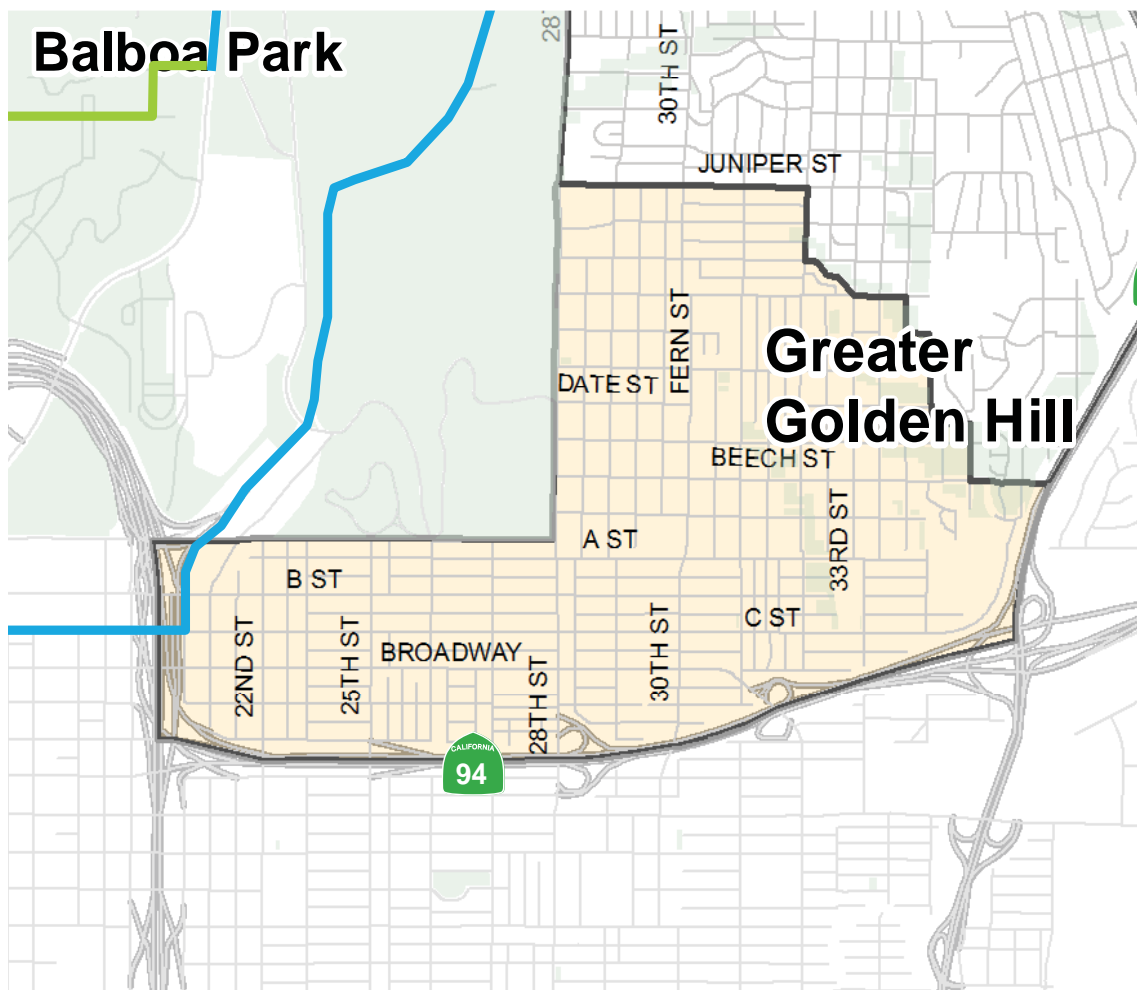 Balboa Park
28
30TH ST
JUNIPER ST
FERN ST
DATE ST
Greater
Golden Hill
BEECH ST
33RD ST
A ST
B ST
C ST
22ND ST
25TH ST
BROADWAY
28TH ST
30TH ST
CALIFORNIA
94